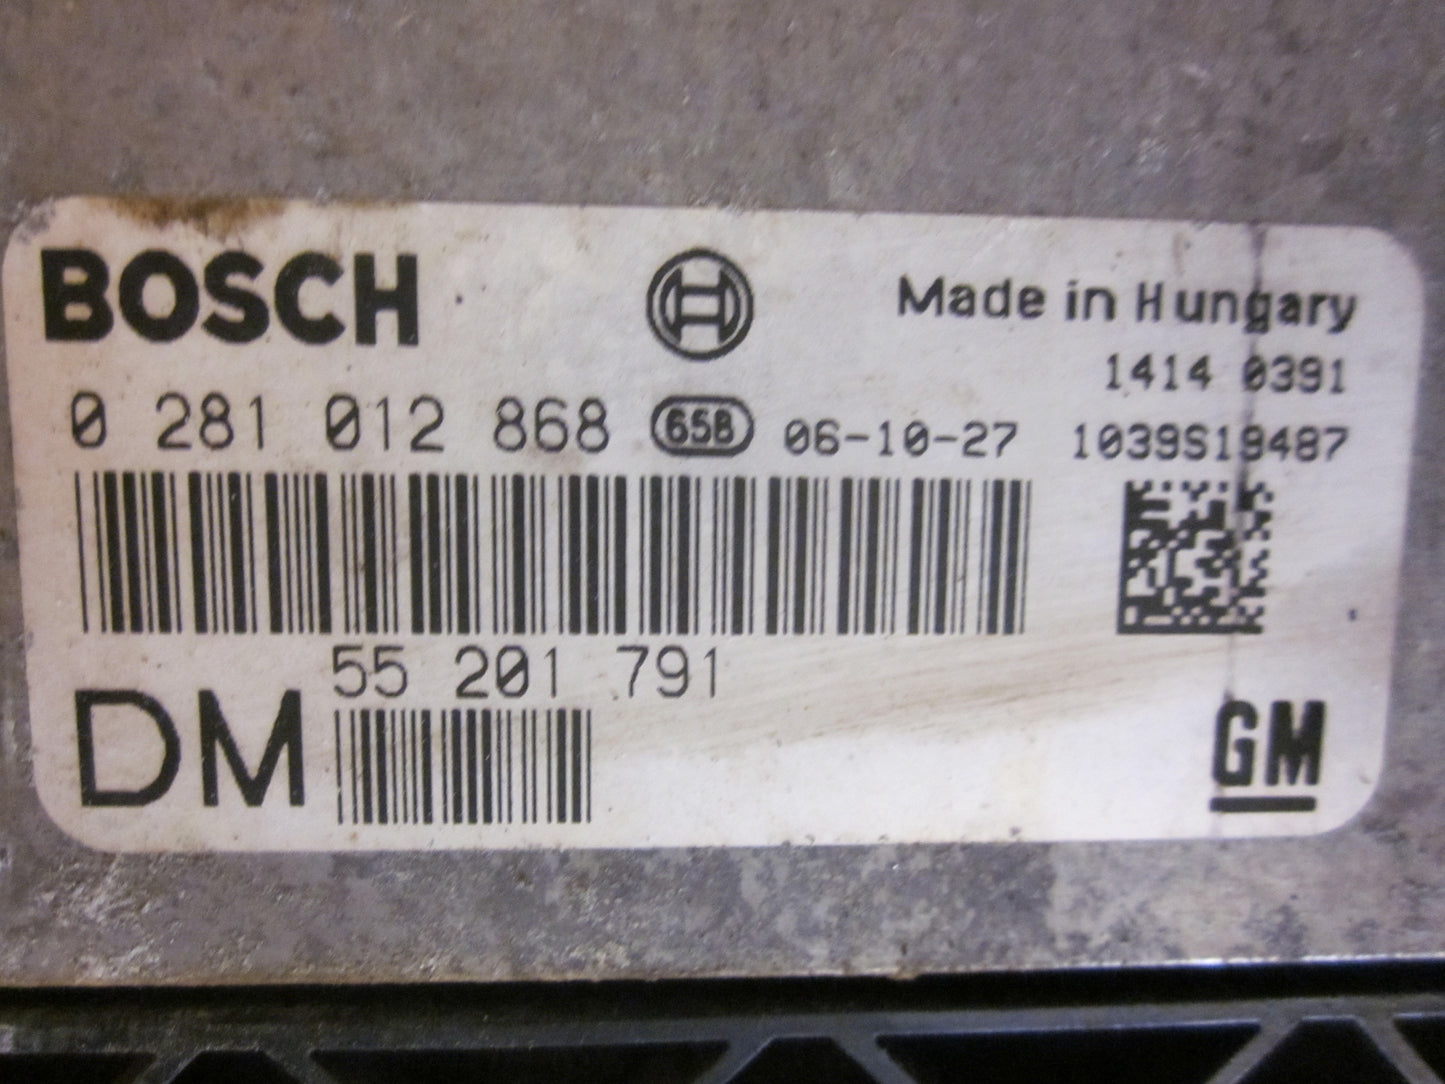 BOSCH
Made in Hungary
1414 0391
0 281 012 868 65B 06-10-27 1039S19487
55 201 791
DM
GM